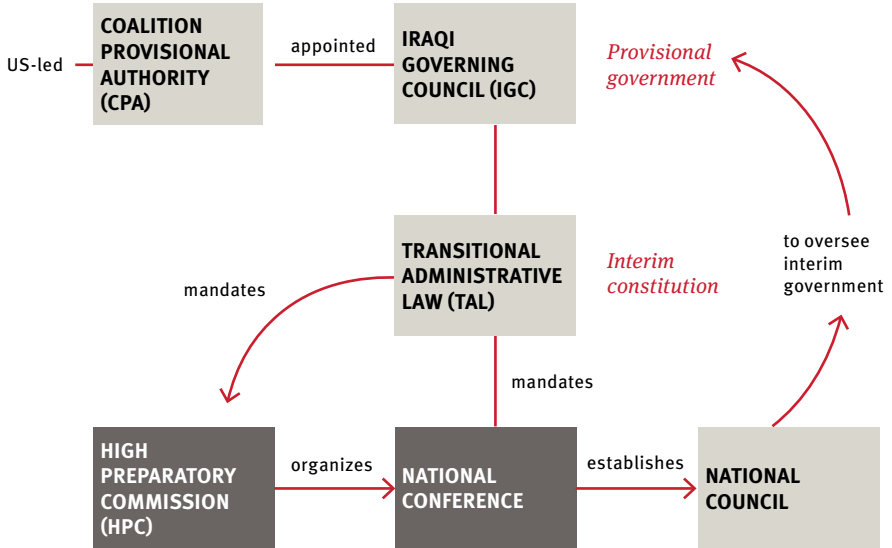 US-led
COALITION
PROVISIONAL
AUTHORITY
(CPA)
appointed
IRAQI
GOVERNING
COUNCIL (IGC)
Provisional
government
TRANSITIONAL
ADMINISTRATIVE
LAW (TAL)
Interim
constitution
to oversee
interim
government
mandates
mandates
HIGH
PREPARATORY
COMMISSION
(HPC)
organizes
NATIONAL
CONFERENCE
establishes
NATIONAL
COUNCIL